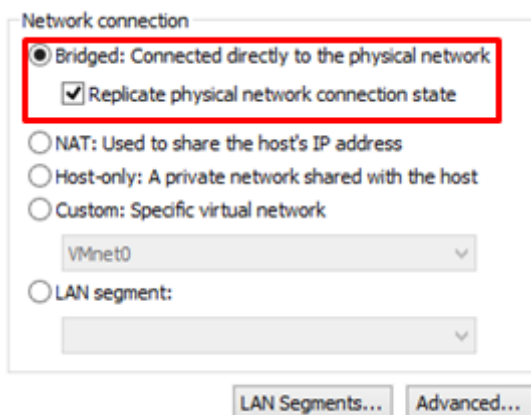 Network connection
Bridged: Connected directly to the physical network
Replicate physical network connection state
NAT: Used to share the host's IP address
Host-only: A private network shared with the host
Custom: Specific virtual network
VMnet0
LAN segment:
LAN Segments... Advanced...